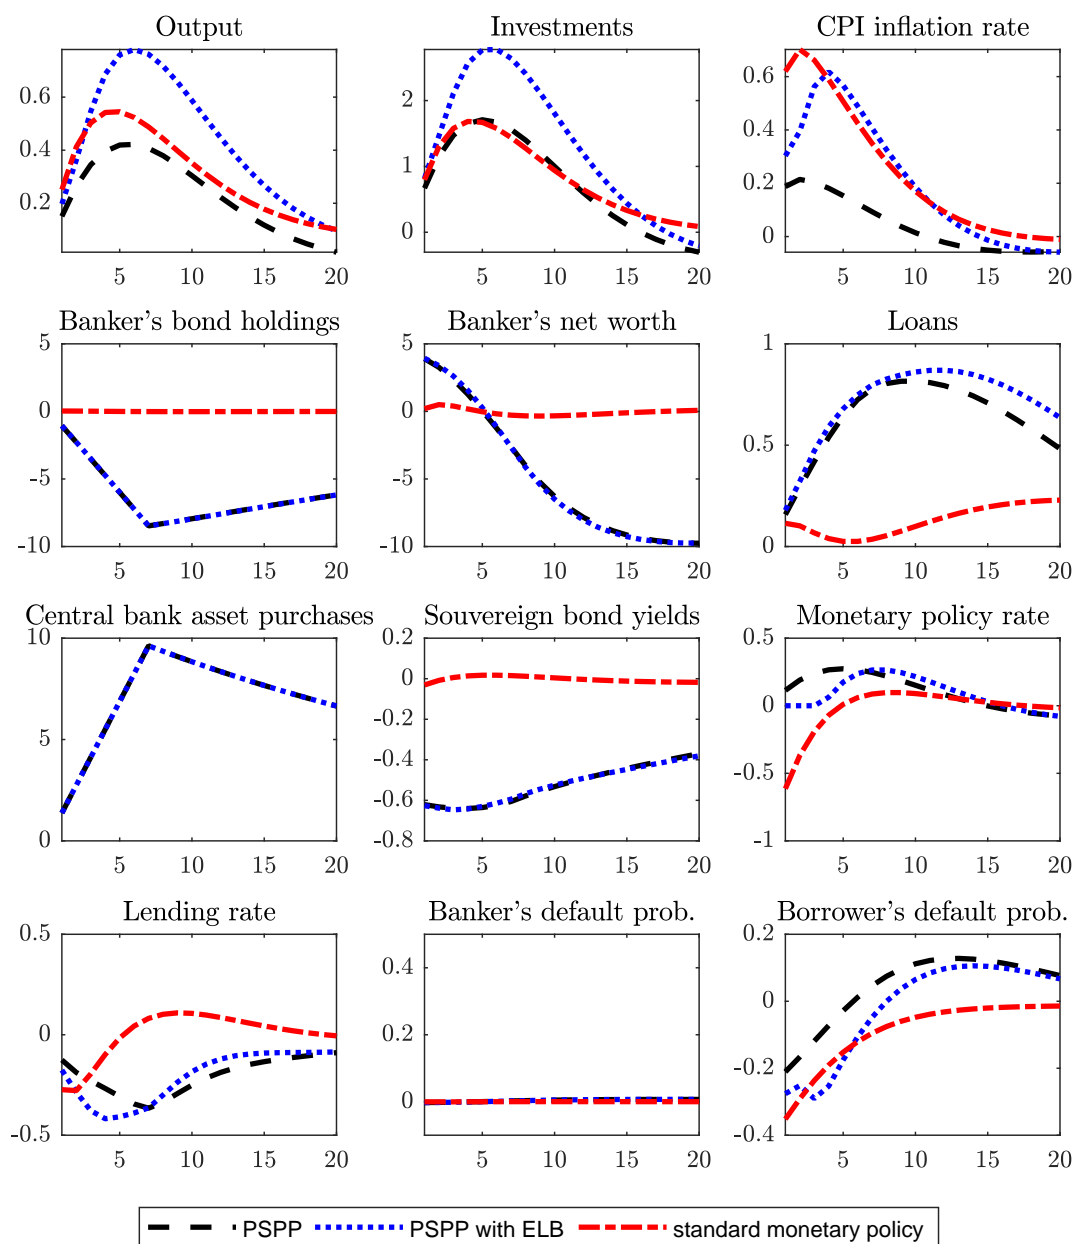 Output Investments CPI inflation rate
0.6 2 0.6
0.4 0.4
1
0.2 0.2
0 0
5 10 15 20 5 10 15 20 5 10 15 20
Banker's bond holdings Banker's net worth Loans
5 5 1
0 0
0.5
-5 -5
-10 -10 0
5 10 15 20 5 10 15 20 5 10 15 20
Central bank asset purchases Souvereign bond yields Monetary policy rate
10 0.2 0.5
0
5 -0.2 0
-0.4
-0.6 -0.5
0 -0.8 -1
5 10 15 20 5 10 15 20 5 10 15 20
Lending rate Banker's default prob. Borrower's default prob.
0.5 0.4 0.2
0 0.2 0
-0.2
-0.5 0 -0.4
5 10 15 20 5 10 15 20 5 10 15 20
PSPP PSPP with ELB standard monetary policy